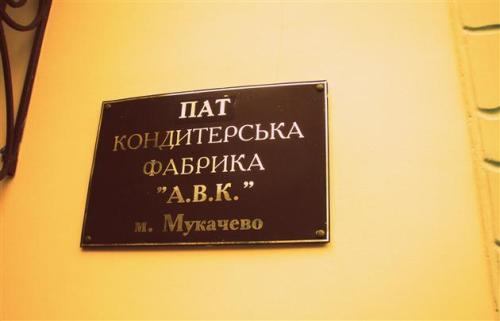 ПАТ
КОНДИТЕРСЬКА
ФАБРИКА
"А.В.К."
м. Мукачево